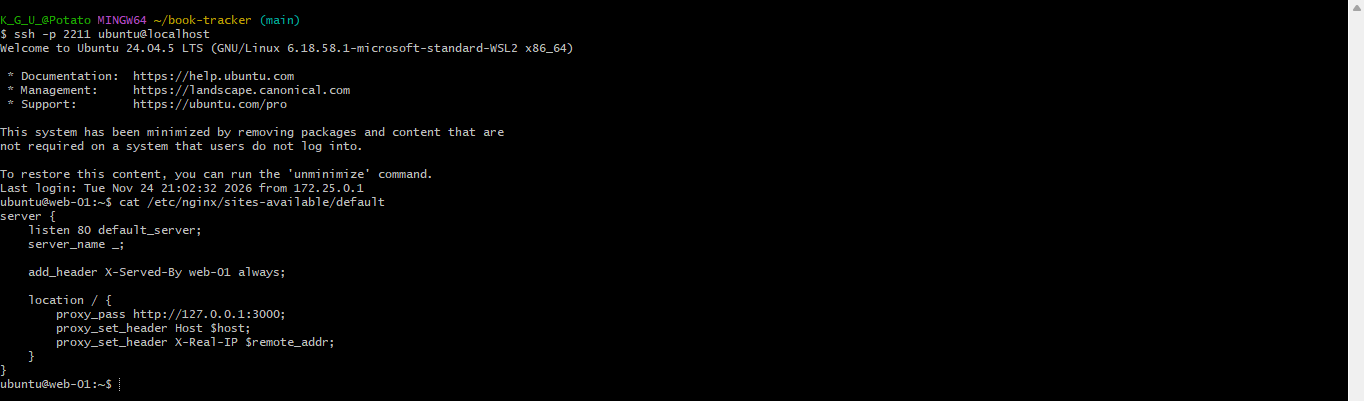 K_G_U_@Potato MINGW64 ~/book-tracker (main)
$ ssh -p 2211 ubuntu@localhost
Welcome to Ubuntu 24.04.5 LTS (GNU/Linux 6.18.58.1-microsoft-standard-WSL2 x86_64)

 * Documentation:  https://help.ubuntu.com
 * Management:     https://landscape.canonical.com
 * Support:        https://ubuntu.com/pro

This system has been minimized by removing packages and content that are
not required on a system that users do not log into.

To restore this content, you can run the 'unminimize' command.
Last login: Tue Nov 24 21:02:32 2026 from 172.25.0.1
ubuntu@web-01:~$ cat /etc/nginx/sites-available/default
server {
    listen 80 default_server;
    server_name _;

    add_header X-Served-By web-01 always;

    location / {
        proxy_pass http://127.0.0.1:3000;
        proxy_set_header Host $host;
        proxy_set_header X-Real-IP $remote_addr;
    }
}
ubuntu@web-01:~$